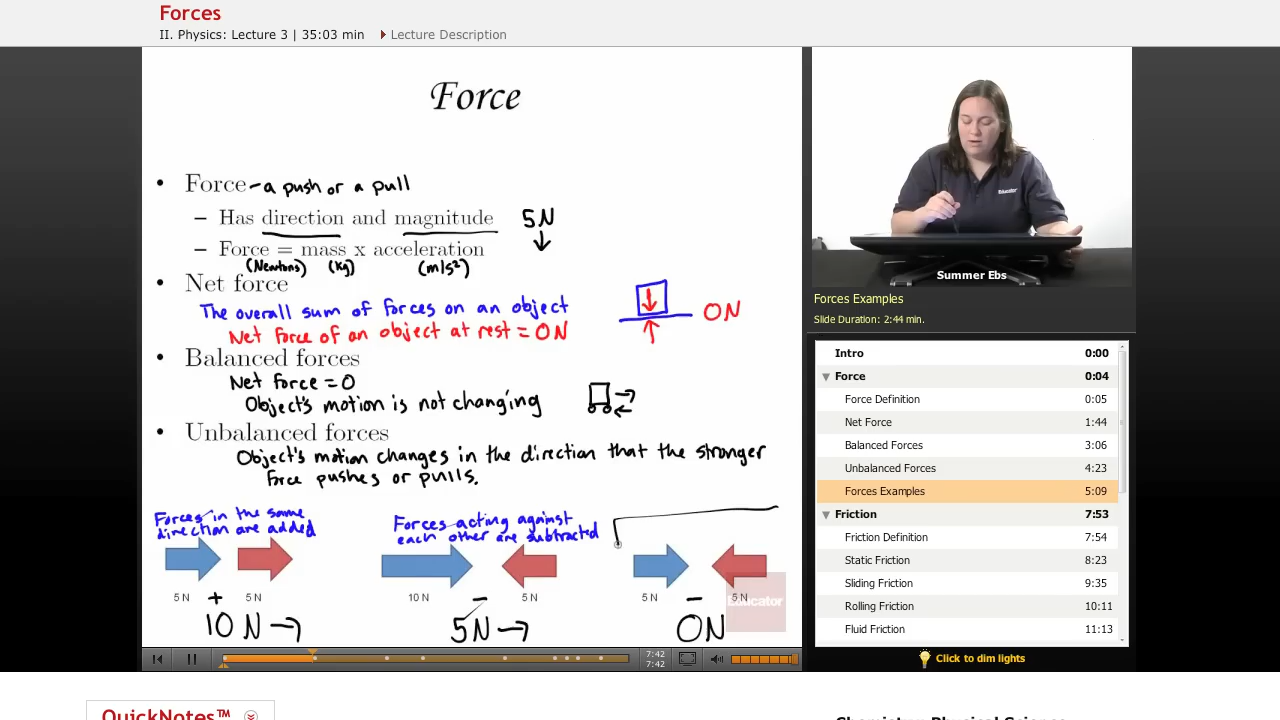 Forces
II. Physics: Lecture 3 | 35:03 min
Lecture Description
Force
• Force - a push or a pull
– Has direction and magnitude 5N
– Force = mass x acceleration
(Newtons) (kg) (m/s²)
• Net force
The overall sum of forces on an object
Net force of an object at rest = 0N
0N
• Balanced forces
Net force = 0
Object's motion is not changing
• Unbalanced forces
Object's motion changes in the direction that the stronger
force pushes or pulls.
Forces in the same
direction are added
5 N + 5 N
10 N →
Forces acting against
each other are subtracted
10 N - 5 N
5N →
5 N - 5 N
0N
Educator
Educator
Summer Ebs
Forces Examples
Slide Duration: 2:44 min.
Intro 0:00
Force 0:04
Force Definition 0:05
Net Force 1:44
Balanced Forces 3:06
Unbalanced Forces 4:23
Forces Examples 5:09
Friction 7:53
Friction Definition 7:54
Static Friction 8:23
Sliding Friction 9:35
Rolling Friction 10:11
Fluid Friction 11:13
7:42
7:42
Click to dim lights
QuickNotes™
Chemistry: Physical Science